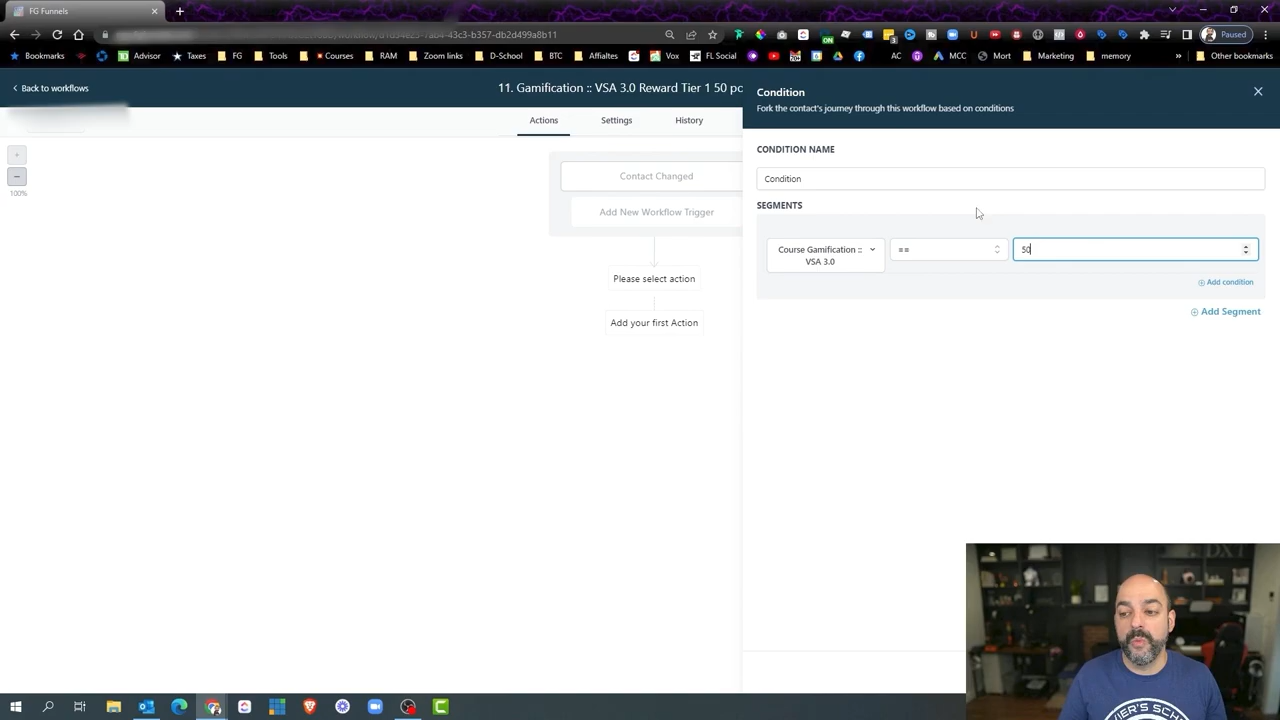 FG Funnels
Paused
Bookmarks
Advisor
Taxes
FG
Tools
Courses
RAM
Zoom links
D-School
BTC
Affialtes
Vox
FL Social
AC
MCC
Mort
Marketing
memory
Other bookmarks
Back to workflows
11. Gamification :: VSA 3.0 Reward Tier 1 50 pc
Actions
Settings
History
100%
Contact Changed
Add New Workflow Trigger
Please select action
Add your first Action
Condition
Fork the contact's journey through this workflow based on conditions
CONDITION NAME
Condition
SEGMENTS
Course Gamification ::
VSA 3.0
==
50
Add condition
Add Segment